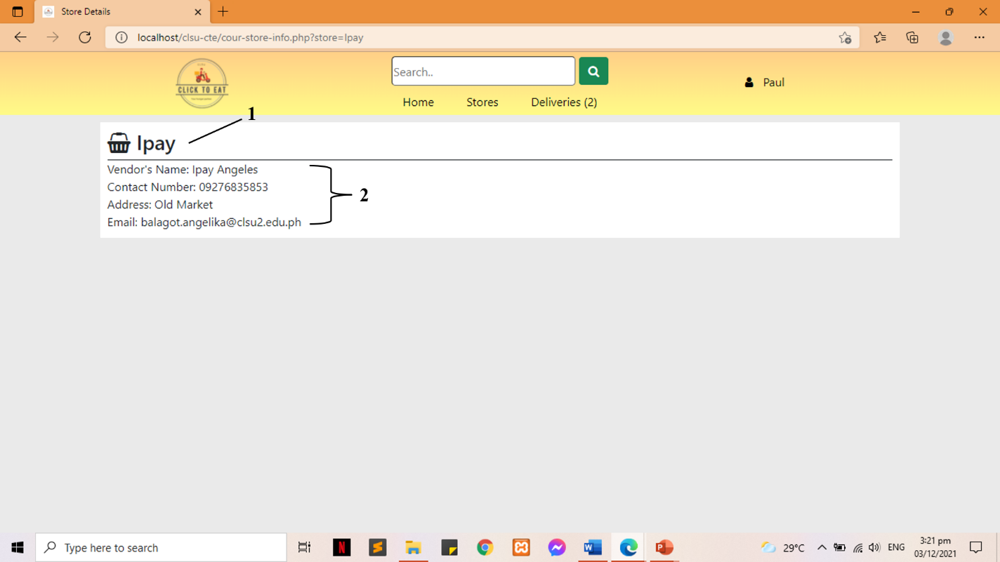 Store Details
localhost/clsu-cte/cour-store-info.php?store=Ipay
CLICK TO EAT
Search..
Paul
Home Stores Deliveries (2)
1
Ipay
Vendor's Name: Ipay Angeles
Contact Number: 09276835853
2
Address: Old Market
Email: balagot.angelika@clsu2.edu.ph
Type here to search
29°C
ENG
3:21 pm
03/12/2021